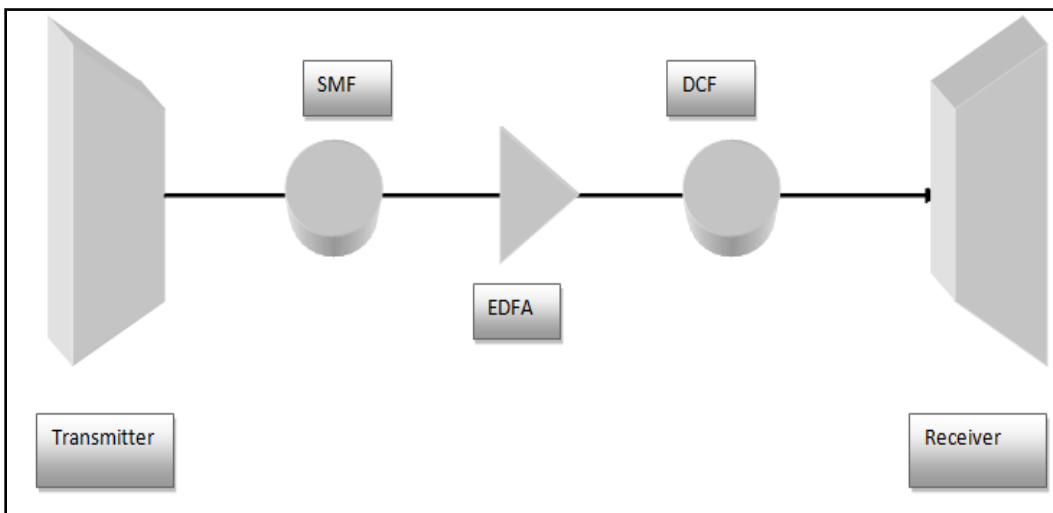 SMF
DCF
EDFA
Transmitter
Receiver